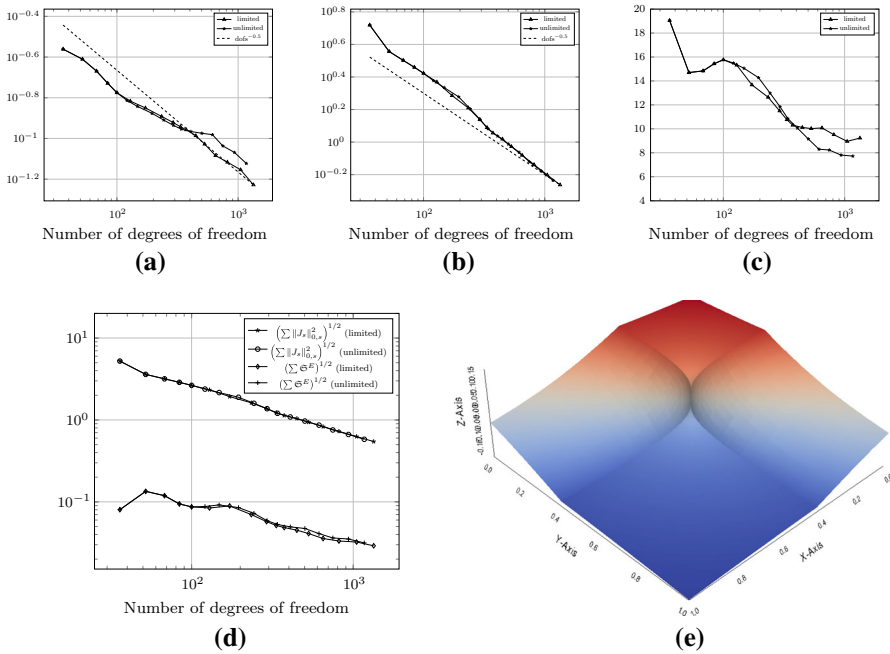 10^−0.4
10^−0.6
10^−0.8
10^−1
10^−1.2
limited
unlimited
dofs^−0.5
10^2
10^3
Number of degrees of freedom
(a)
10^0.8
10^0.6
10^0.4
10^0.2
10^0
10^−0.2
limited
unlimited
dofs^−0.5
10^2
10^3
Number of degrees of freedom
(b)
20
18
16
14
12
10
8
6
4
limited
unlimited
10^2
10^3
Number of degrees of freedom
(c)
10^1
10^0
10^−1
(∑ ‖J_s‖²_{0,s})^{1/2} (limited)
(∑ ‖J_s‖²_{0,s})^{1/2} (unlimited)
(∑ 𝔖^E)^{1/2} (limited)
(∑ 𝔖^E)^{1/2} (unlimited)
10^2
10^3
Number of degrees of freedom
(d)
Z-Axis
0.0
0.2
0.4
0.6
0.8
1.0
Y-Axis
1.0
0.8
0.6
0.4
0.2
X-Axis
(e)